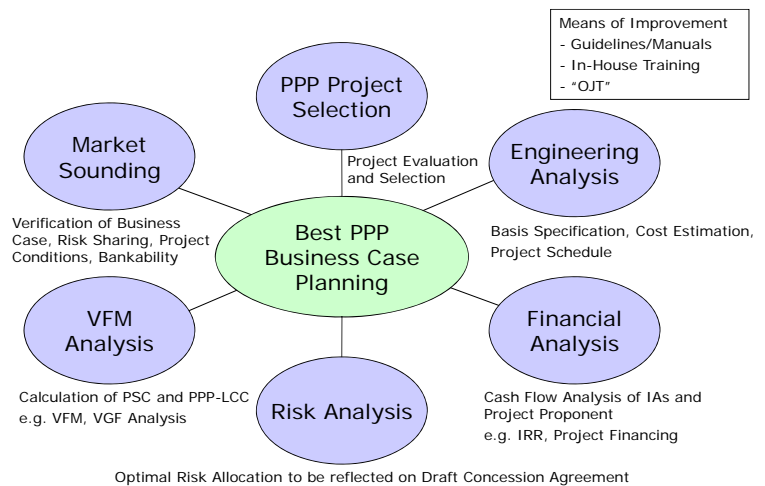 Means of Improvement
- Guidelines/Manuals
- In-House Training
- “OJT”
PPP Project
Selection
Project Evaluation
and Selection
Market
Sounding
Verification of Business
Case, Risk Sharing, Project
Conditions, Bankability
Engineering
Analysis
Basis Specification, Cost Estimation,
Project Schedule
Best PPP
Business Case
Planning
VFM
Analysis
Calculation of PSC and PPP-LCC
e.g. VFM, VGF Analysis
Financial
Analysis
Cash Flow Analysis of IAs and
Project Proponent
e.g. IRR, Project Financing
Risk Analysis
Optimal Risk Allocation to be reflected on Draft Concession Agreement